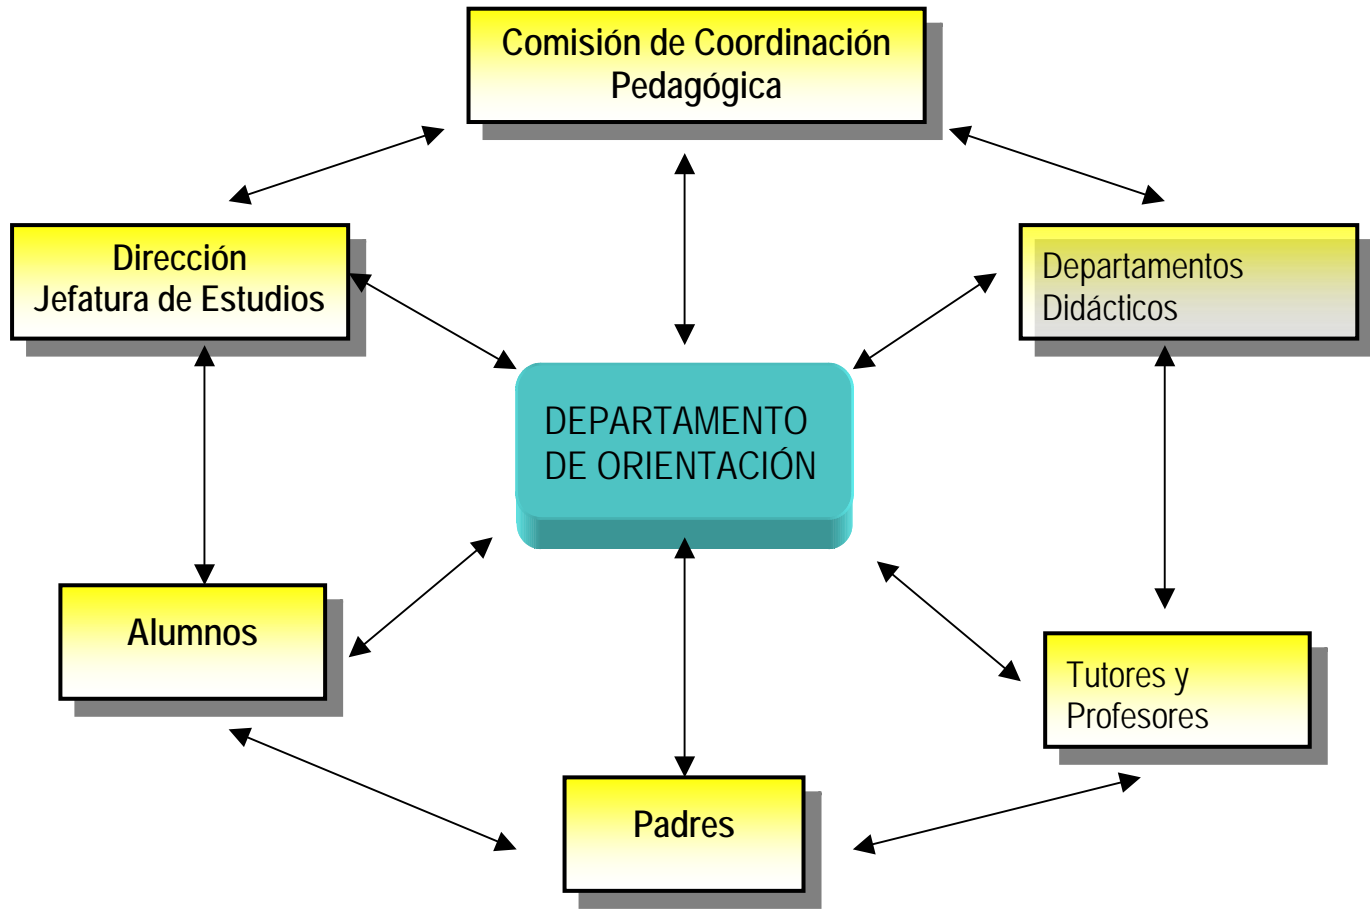 Comisión de Coordinación
Pedagógica
Dirección
Jefatura de Estudios
Departamentos
Didácticos
DEPARTAMENTO
DE ORIENTACIÓN
Alumnos
Tutores y
Profesores
Padres